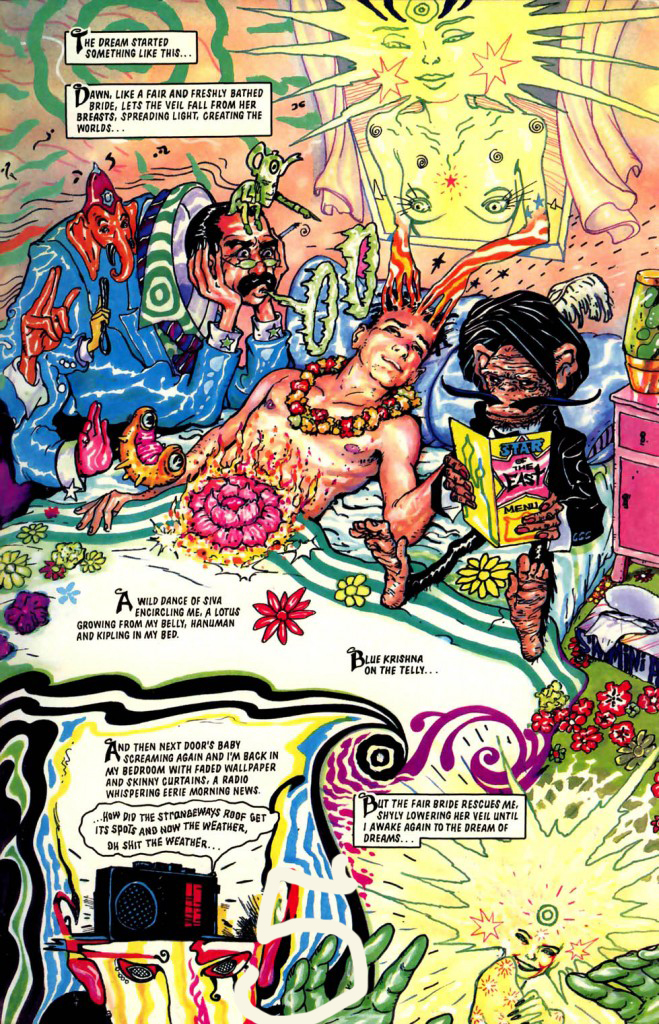 THE DREAM STARTED
SOMETHING LIKE THIS...
DAWN, LIKE A FAIR AND FRESHLY BATHED
BRIDE, LETS THE VEIL FALL FROM HER
BREASTS, SPREADING LIGHT, CREATING THE
WORLDS...
STAR
OF
THE
EAST
MENU
A WILD DANCE OF SIVA
ENCIRCLING ME, A LOTUS
GROWING FROM MY BELLY, HANUMAN
AND KIPLING IN MY BED.
BLUE KRISHNA
ON THE TELLY...
AND THEN NEXT DOOR'S BABY
SCREAMING AGAIN AND I'M BACK IN
MY BEDROOM WITH FADED WALLPAPER
AND SKINNY CURTAINS, A RADIO
WHISPERING EERIE MORNING NEWS.
...HOW DID THE STRANGEWAYS ROOF GET
ITS SPOTS AND NOW THE WEATHER,
OH SHIT THE WEATHER...
BUT THE FAIR BRIDE RESCUES ME,
SHYLY LOWERING HER VEIL UNTIL
I AWAKE AGAIN TO THE DREAM OF
DREAMS...
5